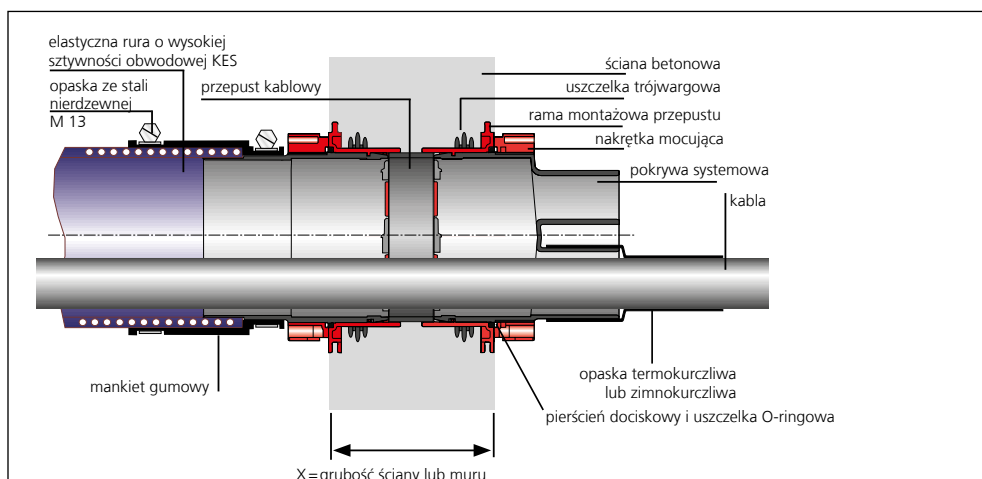 elastyczna rura o wysokiej
sztywności obwodowej KES
opaska ze stali
nierdzewnej
M 13
przepust kablowy
ściana betonowa
uszczelka trójwargowa
rama montażowa przepustu
nakrętka mocująca
pokrywa systemowa
kabla
mankiet gumowy
opaska termokurczliwa
lub zimnokurczliwa
pierścień dociskowy i uszczelka O-ringowa
X=grubość ściany lub muru